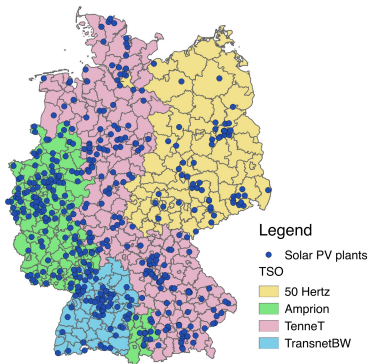 Legend
Solar PV plants
TSO
50 Hertz
Amprion
TenneT
TransnetBW